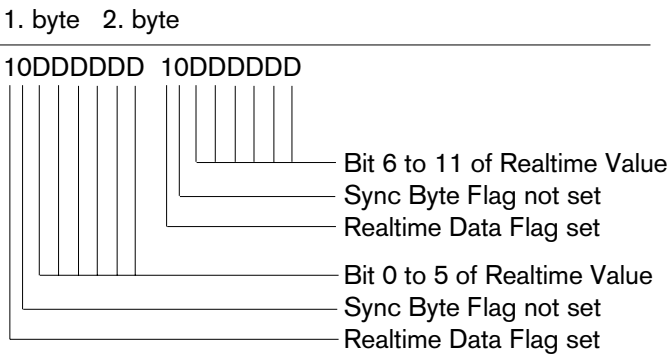 1. byte 2. byte
10DDDDDD 10DDDDDD
Bit 6 to 11 of Realtime Value
Sync Byte Flag not set
Realtime Data Flag set
Bit 0 to 5 of Realtime Value
Sync Byte Flag not set
Realtime Data Flag set